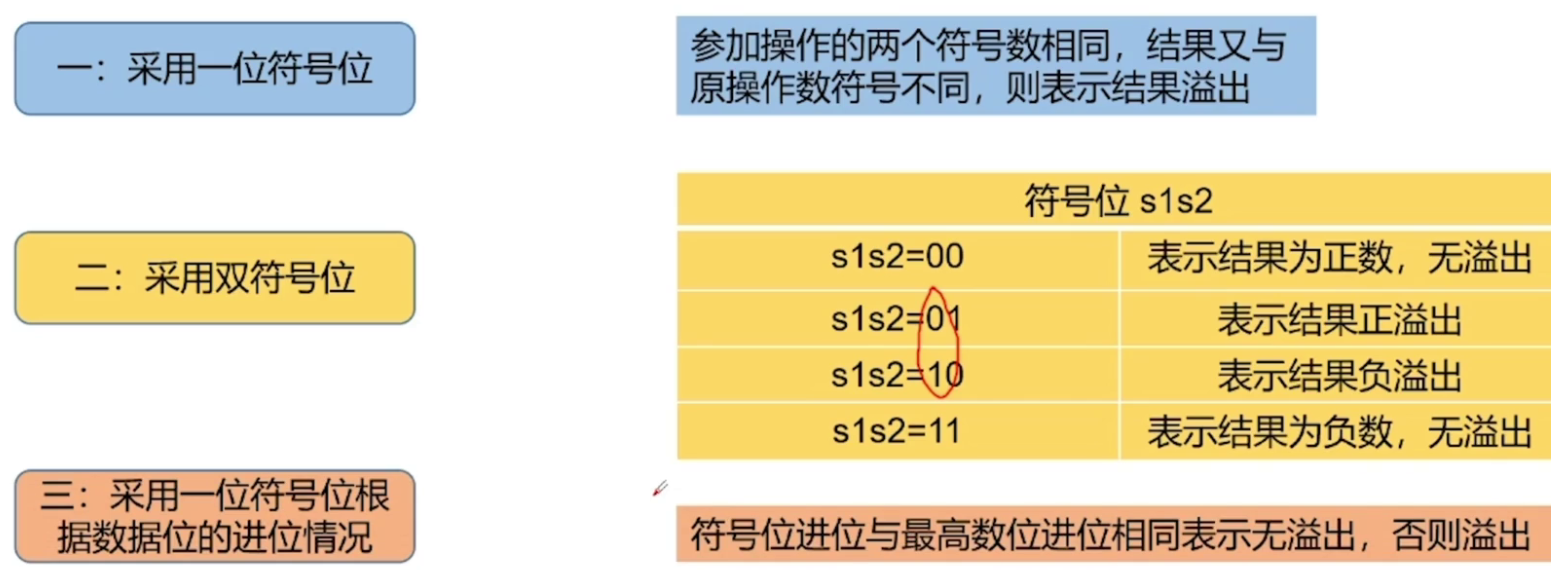 一：采用一位符号位
参加操作的两个符号数相同，结果又与
原操作数符号不同，则表示结果溢出
二：采用双符号位
符号位 s1s2
s1s2=00 表示结果为正数，无溢出
s1s2=01 表示结果正溢出
s1s2=10 表示结果负溢出
s1s2=11 表示结果为负数，无溢出
三：采用一位符号位根
据数据位的进位情况
符号位进位与最高数位进位相同表示无溢出，否则溢出